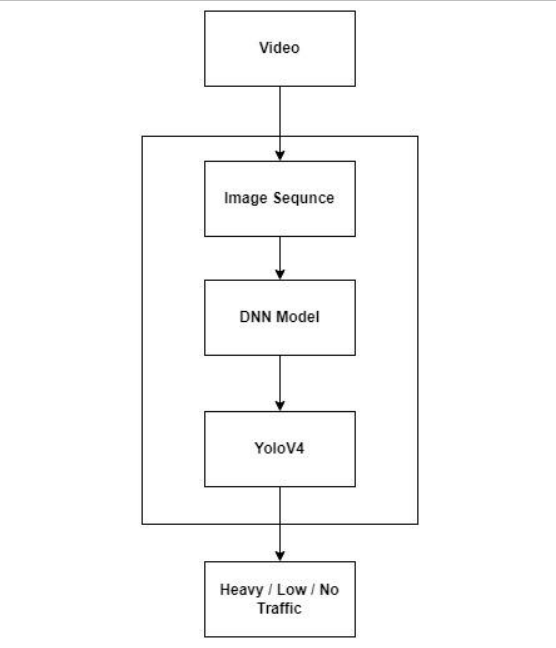 Video
Image Sequnce
DNN Model
YoloV4
Heavy / Low / No
Traffic